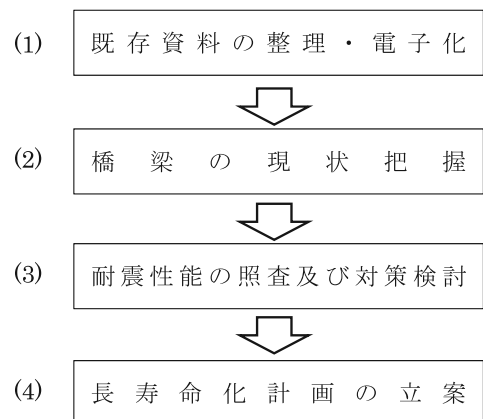 (1) 既存資料の整理・電子化
(2) 橋梁の現状把握
(3) 耐震性能の照査及び対策検討
(4) 長寿命化計画の立案